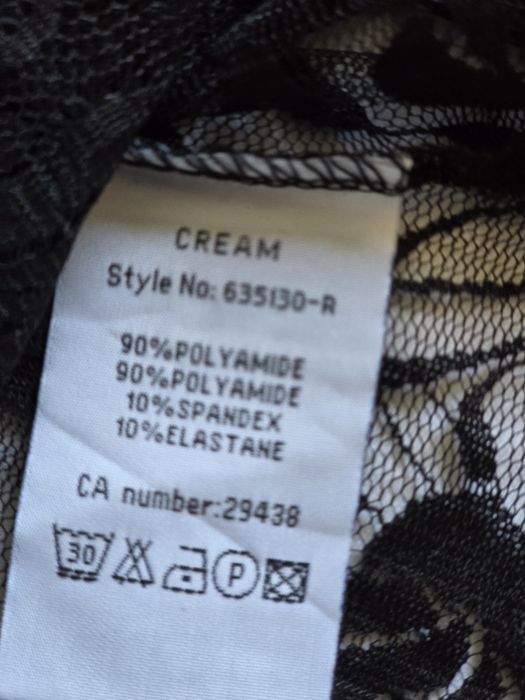 CREAM
Style No: 635130-R
90%POLYAMIDE
90%POLYAMIDE
10%SPANDEX
10%ELASTANE
CA number:29438
30 P